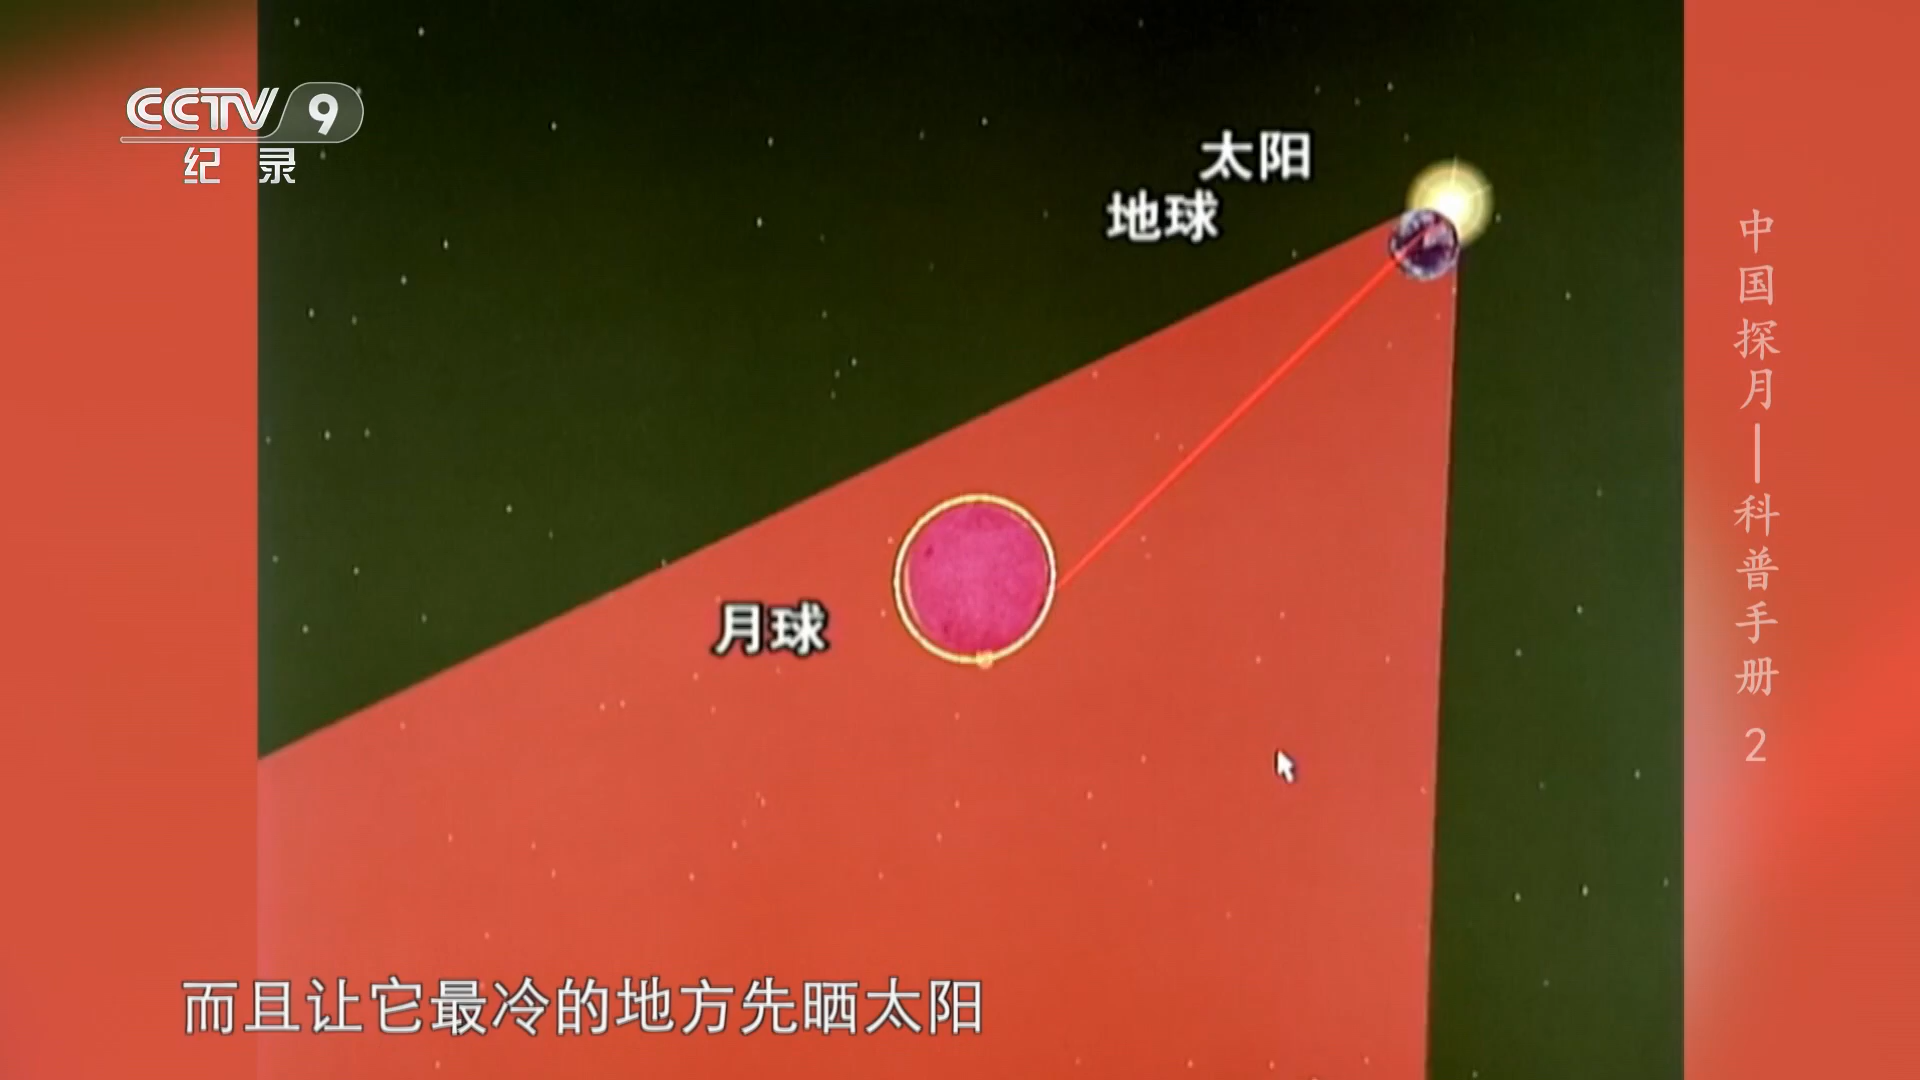 CCTV 9
纪录
太阳
地球
月球
中国探月—科普手册 2
而且让它最冷的地方先晒太阳